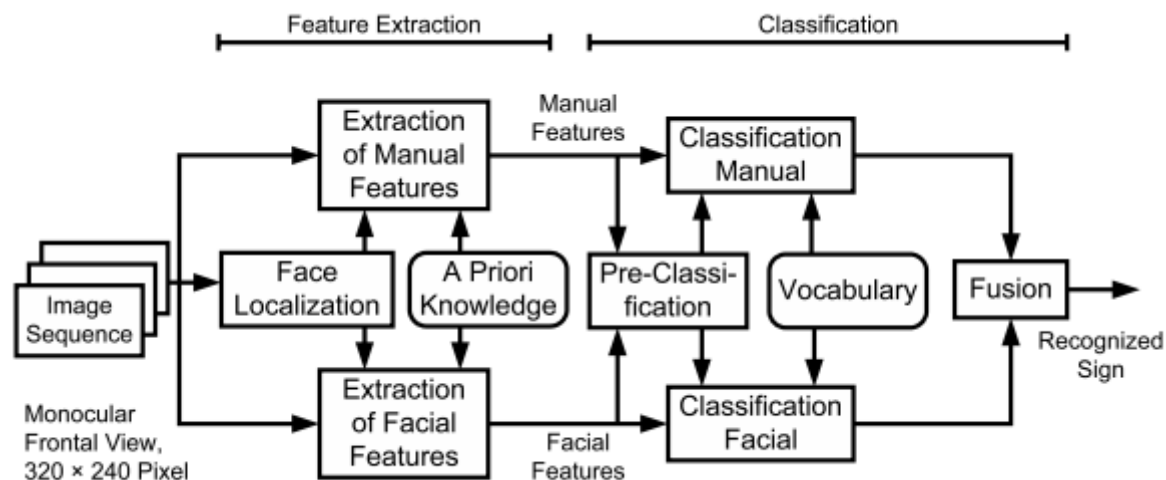 Feature Extraction
Classification
Extraction
of Manual
Features
Manual
Features
Classification
Manual
Image
Sequence
Face
Localization
A Priori
Knowledge
Pre-Classifi-
fication
Vocabulary
Fusion
Recognized
Sign
Monocular
Frontal View,
320 × 240 Pixel
Extraction
of Facial
Features
Facial
Features
Classification
Facial